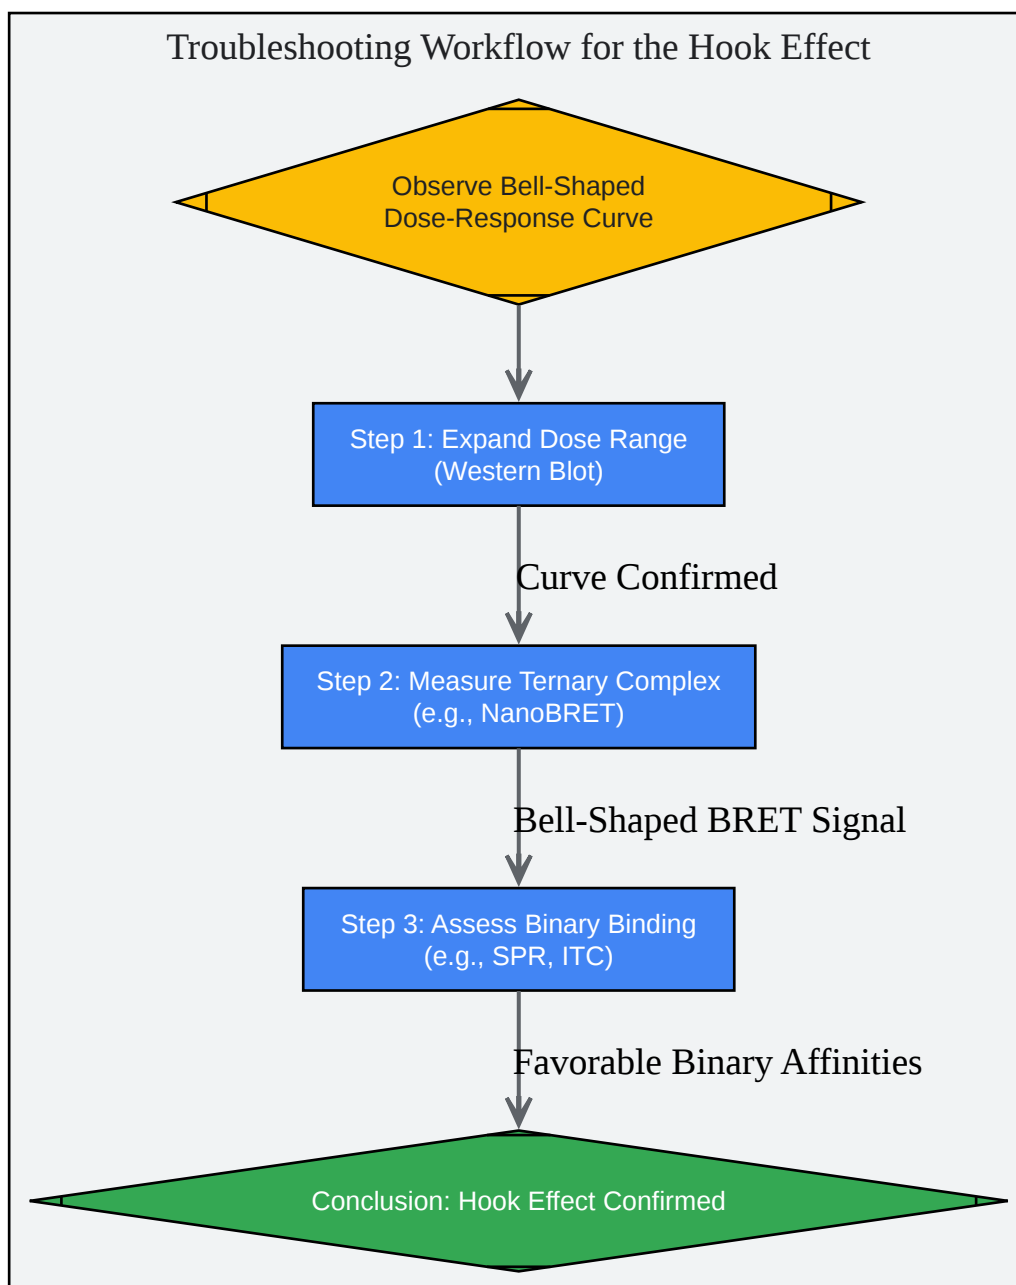 Troubleshooting Workflow for the Hook Effect
Observe Bell-Shaped
Dose-Response Curve
Step 1: Expand Dose Range
(Western Blot)
Curve Confirmed
Step 2: Measure Ternary Complex
(e.g., NanoBRET)
Bell-Shaped BRET Signal
Step 3: Assess Binary Binding
(e.g., SPR, ITC)
Favorable Binary Affinities
Conclusion: Hook Effect Confirmed